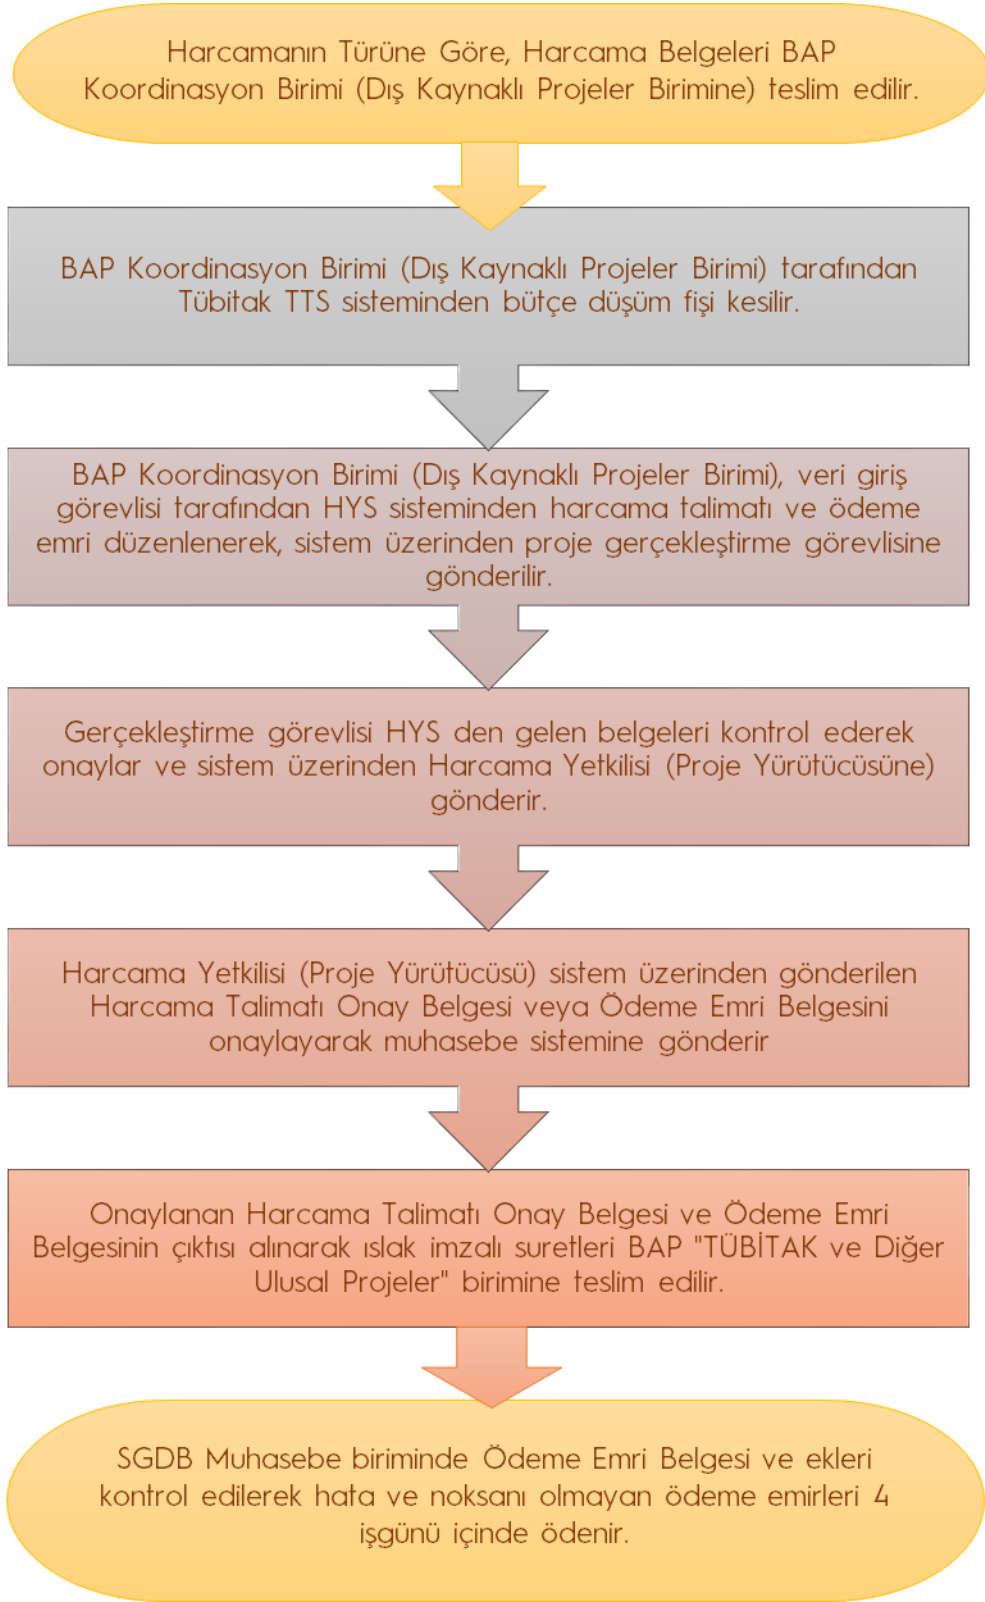 Harcamanın Türüne Göre, Harcama Belgeleri BAP
Koordinasyon Birimi (Dış Kaynaklı Projeler Birimine) teslim edilir.
BAP Koordinasyon Birimi (Dış Kaynaklı Projeler Birimi) tarafından
Tübitak TTS sisteminden bütçe düşüm fişi kesilir.
BAP Koordinasyon Birimi (Dış Kaynaklı Projeler Birimi), veri giriş
görevlisi tarafından HYS sisteminden harcama talimatı ve ödeme
emri düzenlenerek, sistem üzerinden proje gerçekleştirme görevlisine
gönderilir.
Gerçekleştirme görevlisi HYS den gelen belgeleri kontrol ederek
onaylar ve sistem üzerinden Harcama Yetkilisi (Proje Yürütücüsüne)
gönderir.
Harcama Yetkilisi (Proje Yürütücüsü) sistem üzerinden gönderilen
Harcama Talimatı Onay Belgesi veya Ödeme Emri Belgesini
onaylayarak muhasebe sistemine gönderir
Onaylanan Harcama Talimatı Onay Belgesi ve Ödeme Emri
Belgesinin çıktısı alınarak ıslak imzalı suretleri BAP "TÜBİTAK ve Diğer
Ulusal Projeler" birimine teslim edilir.
SGDB Muhasebe biriminde Ödeme Emri Belgesi ve ekleri
kontrol edilerek hata ve noksanı olmayan ödeme emirleri 4
işgünü içinde ödenir.